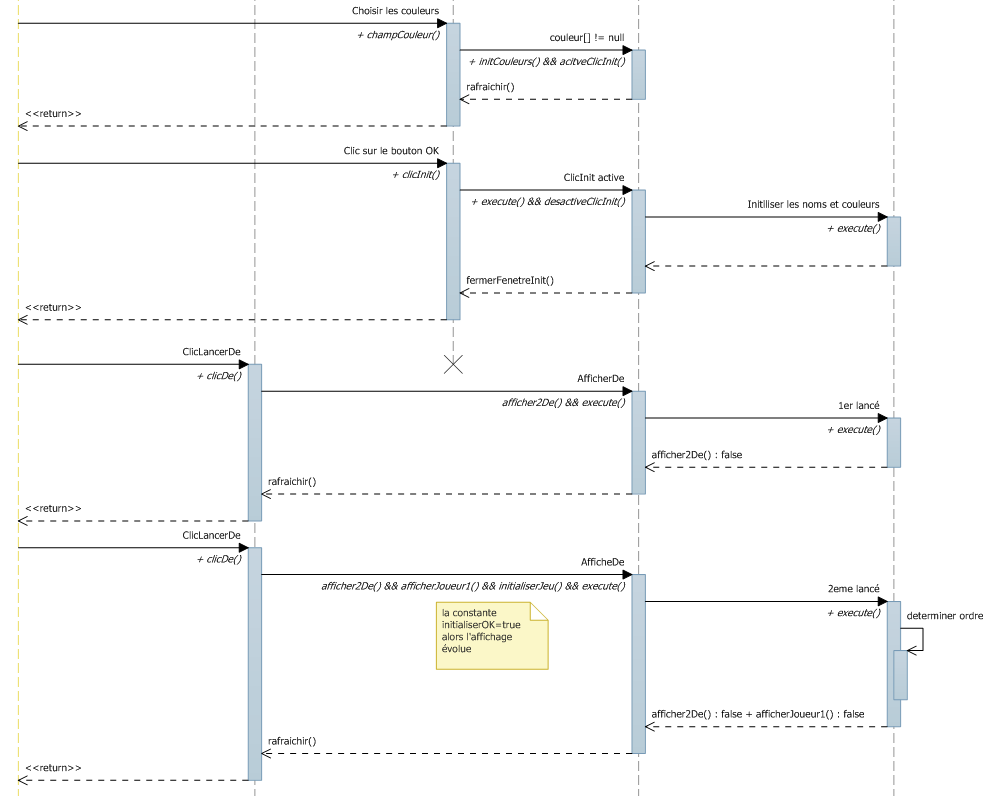 Choisir les couleurs
+ champCouleur()
couleur[] != null
+ initCouleurs() && acitveClicInit()
rafraichir()
<<return>>
Clic sur le bouton OK
+ clicInit()
ClicInit active
+ execute() && desactiveClicInit()
Initiliser les noms et couleurs
+ execute()
fermerFenetreInit()
<<return>>
ClicLancerDe
+ clicDe()
AfficherDe
afficher2De() && execute()
1er lancé
+ execute()
afficher2De() : false
rafraichir()
<<return>>
ClicLancerDe
+ clicDe()
AfficheDe
afficher2De() && afficherJoueur1() && initialiserJeu() && execute()
2eme lancé
+ execute()
determiner ordre
la constante
initialiserOK=true
alors l'affichage
évolue
afficher2De() : false + afficherJoueur1() : false
rafraichir()
<<return>>